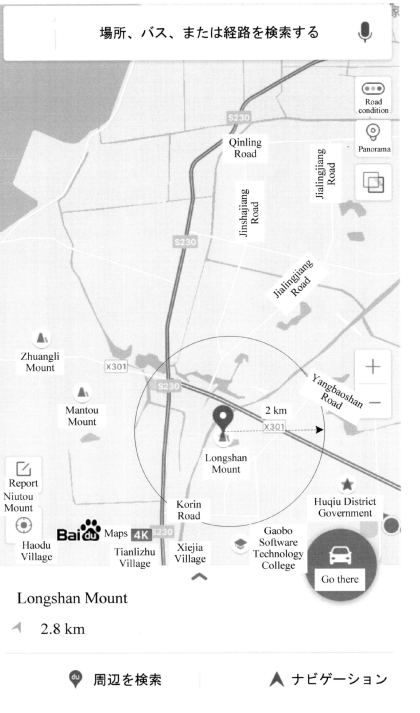 場所、バス、または経路を検索する
Road
condition
S230
Qinling
Road
Panorama
Jialingjiang
Road
Jinshajiang
Road
S230
Jialingjiang
Road
Zhuangli
Mount
X301
S230
Mantou
Mount
Yangbaoshan
Road
2 km
X301
Longshan
Mount
Report
Niutou
Mount
Huqiu District
Government
Korin
Road
Haodu
Village
Bai du Maps 4K S230
Tianlizhu
Village
Xiejia
Village
Gaobo
Software
Technology
College
Go there
Longshan Mount
2.8 km
du 周辺を検索
ナビゲーション